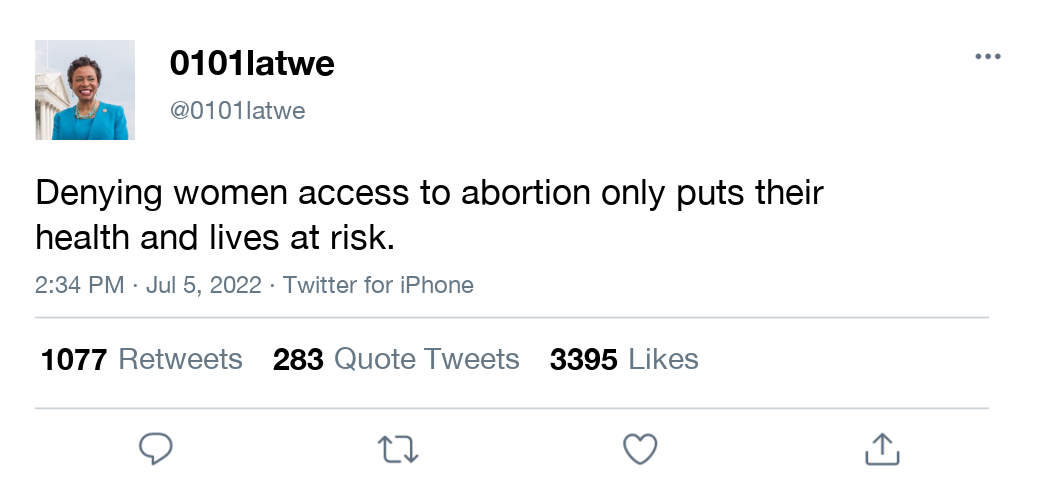 0101latwe
@0101latwe
Denying women access to abortion only puts their
health and lives at risk.
2:34 PM · Jul 5, 2022 · Twitter for iPhone
1077 Retweets 283 Quote Tweets 3395 Likes